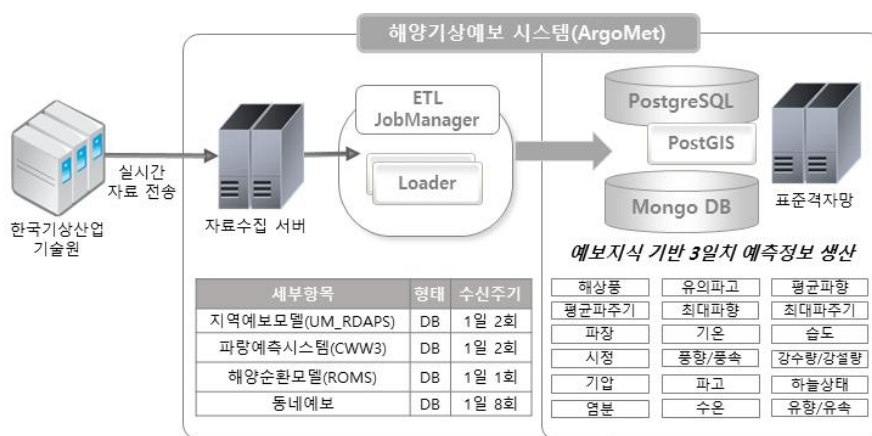 해양기상예보 시스템(ArgoMet)
한국기상산업
기술원
실시간
자료 전송
자료수집 서버
ETL
JobManager
Loader
PostgreSQL
PostGIS
Mongo DB
표준격자망
세부항목 형태 수신주기
지역예보모델(UM_RDAPS) DB 1일 2회
파랑예측시스템(CWW3) DB 1일 2회
해양순환모델(ROMS) DB 1일 1회
동네예보 DB 1일 8회
예보지식 기반 3일치 예측정보 생산
해상풍 유의파고 평균파향
평균파주기 최대파향 최대파주기
파장 기온 습도
시정 풍향/풍속 강수량/강설량
기압 파고 하늘상태
염분 수온 유향/유속